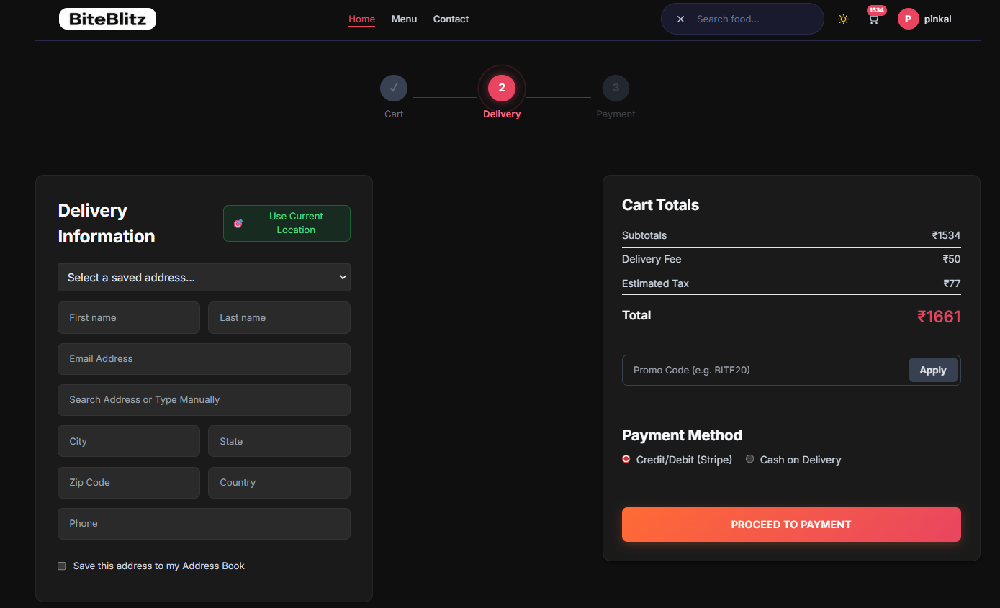 BiteBlitz
Home Menu Contact
Search food...
1534
P pinkal
✓ 2 3
Cart Delivery Payment
Delivery
Information
Use Current
Location
Select a saved address...
First name Last name
Email Address
Search Address or Type Manually
City State
Zip Code Country
Phone
Save this address to my Address Book
Cart Totals
Subtotals ₹1534
Delivery Fee ₹50
Estimated Tax ₹77
Total ₹1661
Promo Code (e.g. BITE20) Apply
Payment Method
Credit/Debit (Stripe) Cash on Delivery
PROCEED TO PAYMENT